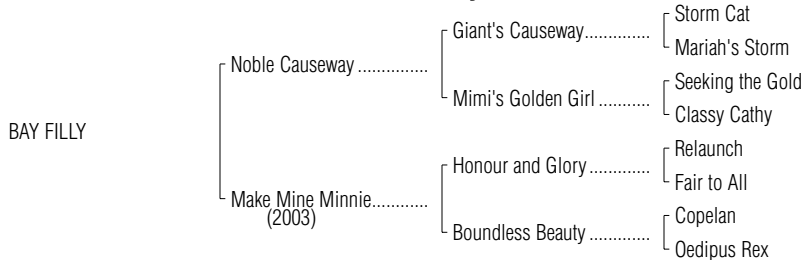 Storm Cat
Giant's Causeway..............
Mariah's Storm
Noble Causeway ...............
Seeking the Gold
Mimi's Golden Girl ...........
Classy Cathy
BAY FILLY
Relaunch
Honour and Glory .............
Fair to All
Make Mine Minnie............
(2003)
Copelan
Boundless Beauty .............
Oedipus Rex